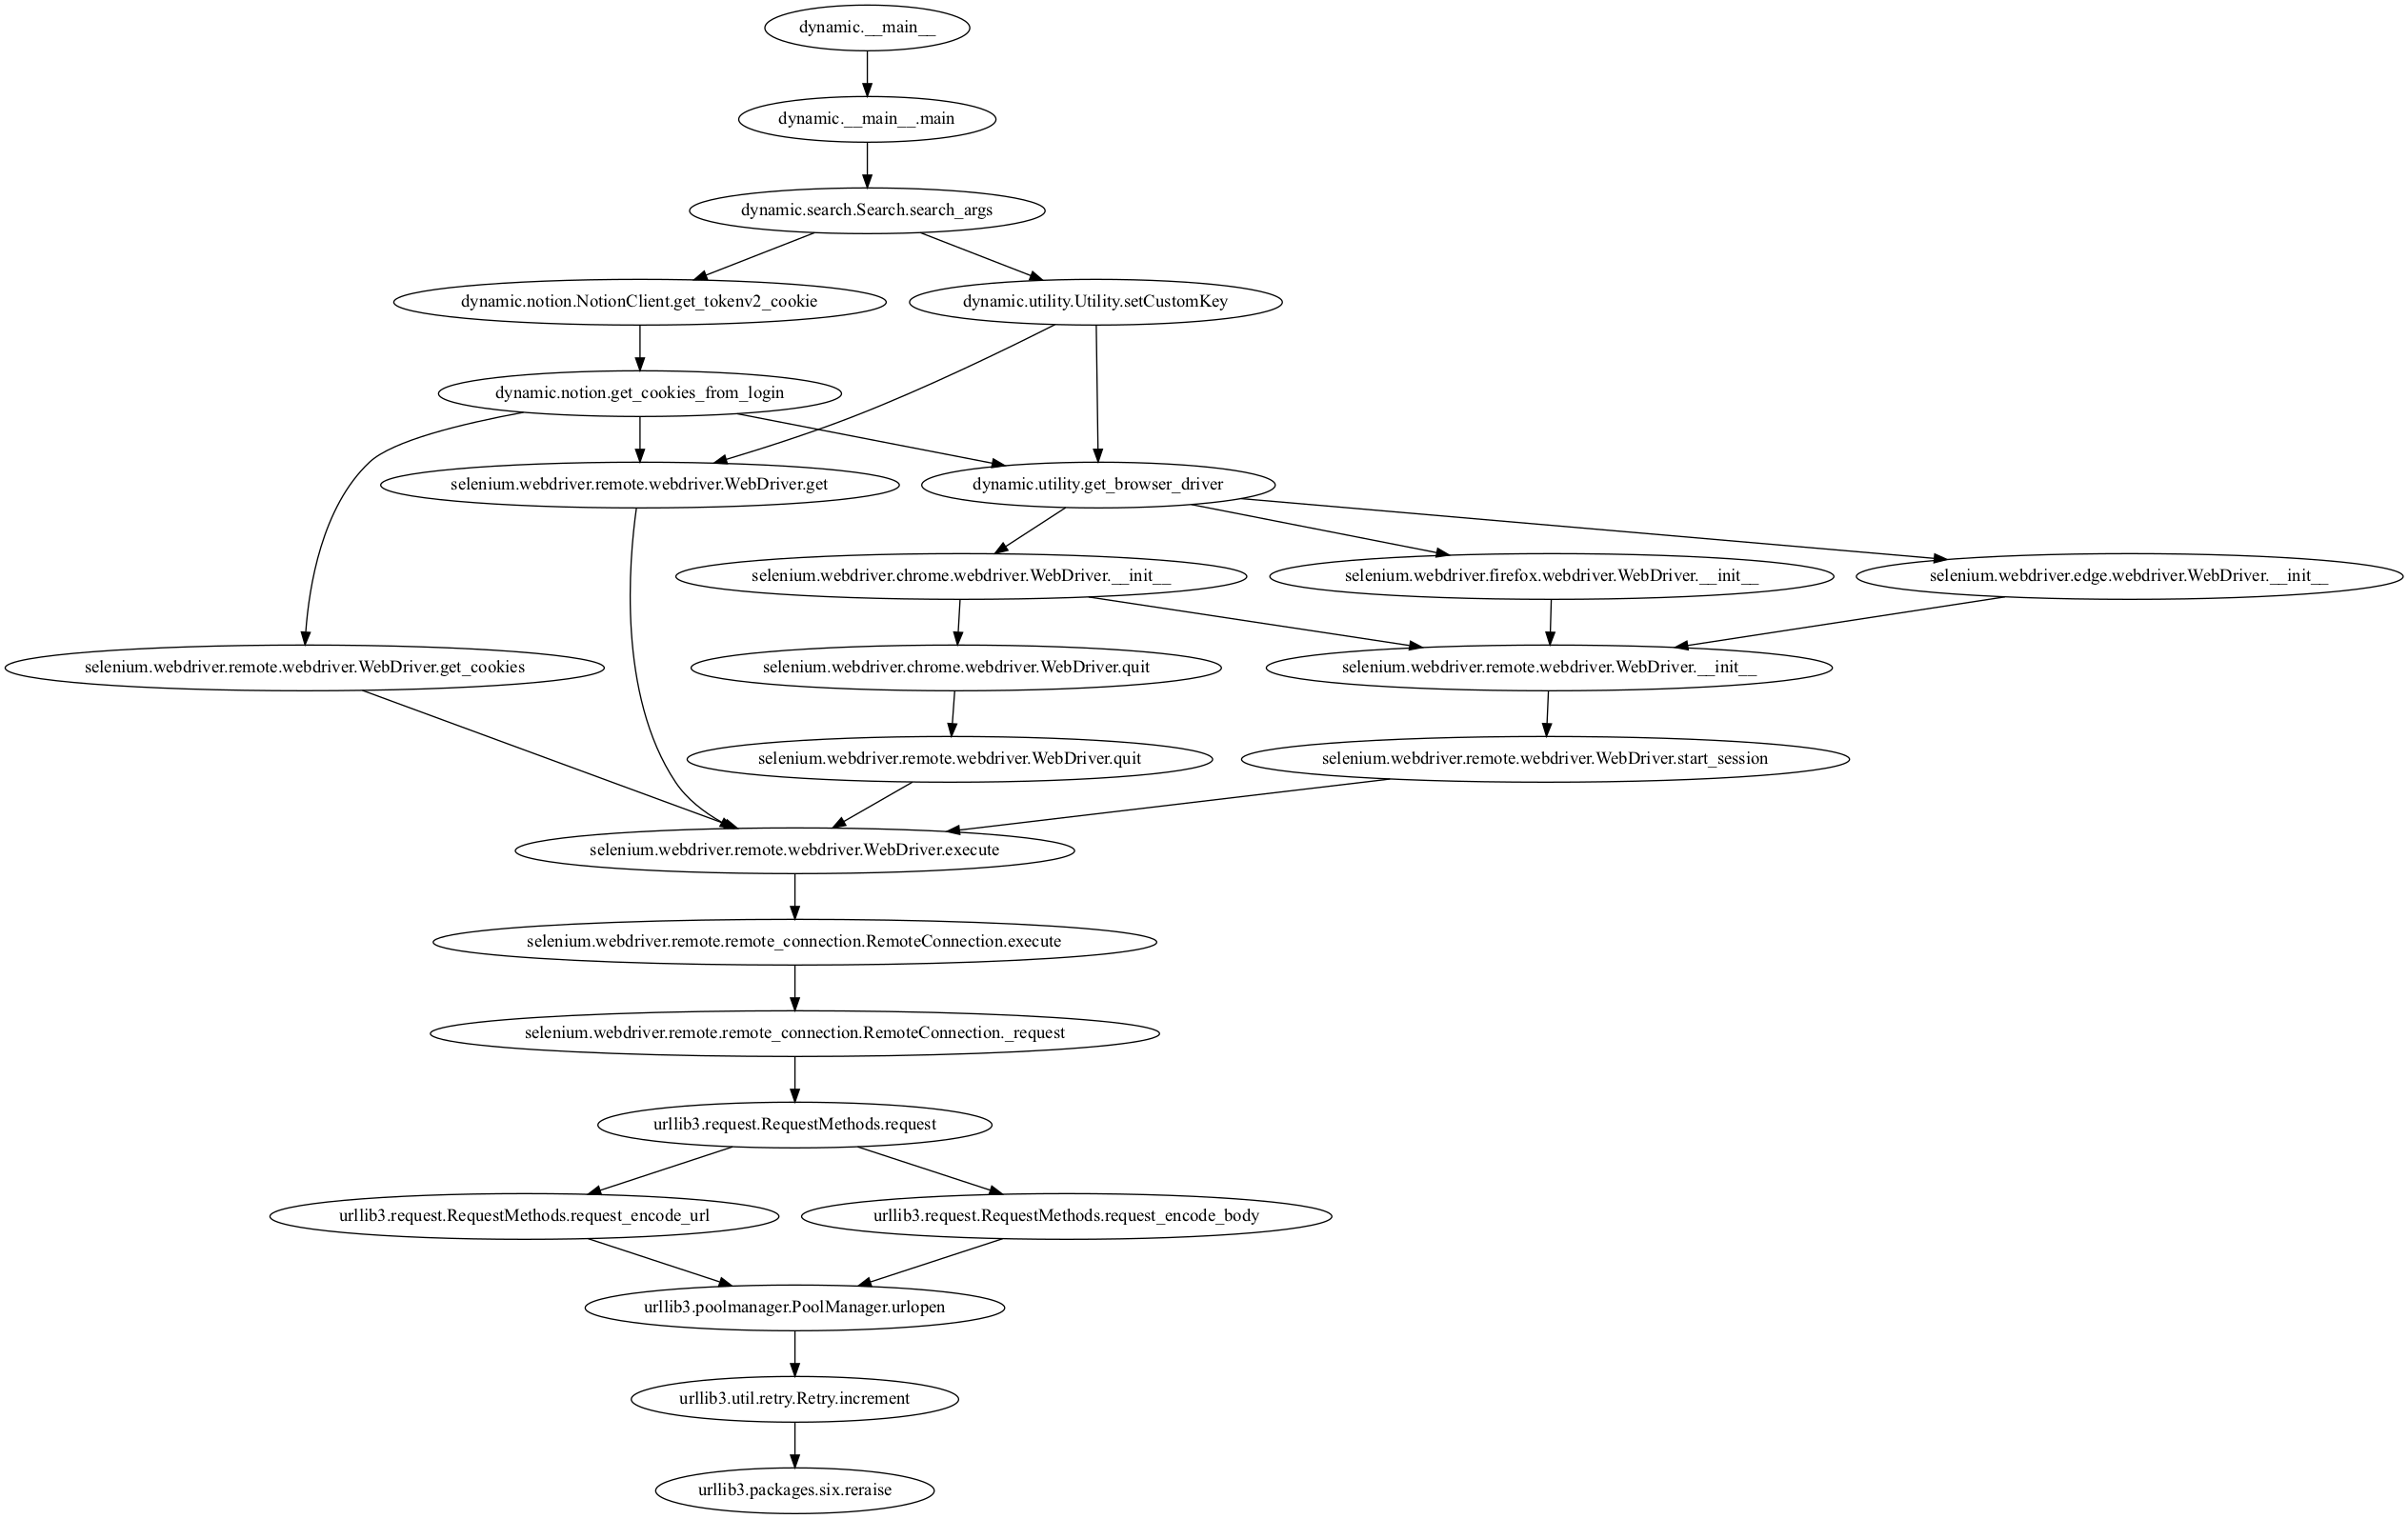 dynamic.__main__
dynamic.__main__.main
dynamic.search.Search.search_args
dynamic.notion.NotionClient.get_tokenv2_cookie
dynamic.utility.Utility.setCustomKey
dynamic.notion.get_cookies_from_login
selenium.webdriver.remote.webdriver.WebDriver.get
dynamic.utility.get_browser_driver
selenium.webdriver.chrome.webdriver.WebDriver.__init__
selenium.webdriver.firefox.webdriver.WebDriver.__init__
selenium.webdriver.edge.webdriver.WebDriver.__init__
selenium.webdriver.remote.webdriver.WebDriver.get_cookies
selenium.webdriver.chrome.webdriver.WebDriver.quit
selenium.webdriver.remote.webdriver.WebDriver.__init__
selenium.webdriver.remote.webdriver.WebDriver.quit
selenium.webdriver.remote.webdriver.WebDriver.start_session
selenium.webdriver.remote.webdriver.WebDriver.execute
selenium.webdriver.remote.remote_connection.RemoteConnection.execute
selenium.webdriver.remote.remote_connection.RemoteConnection._request
urllib3.request.RequestMethods.request
urllib3.request.RequestMethods.request_encode_url
urllib3.request.RequestMethods.request_encode_body
urllib3.poolmanager.PoolManager.urlopen
urllib3.util.retry.Retry.increment
urllib3.packages.six.reraise